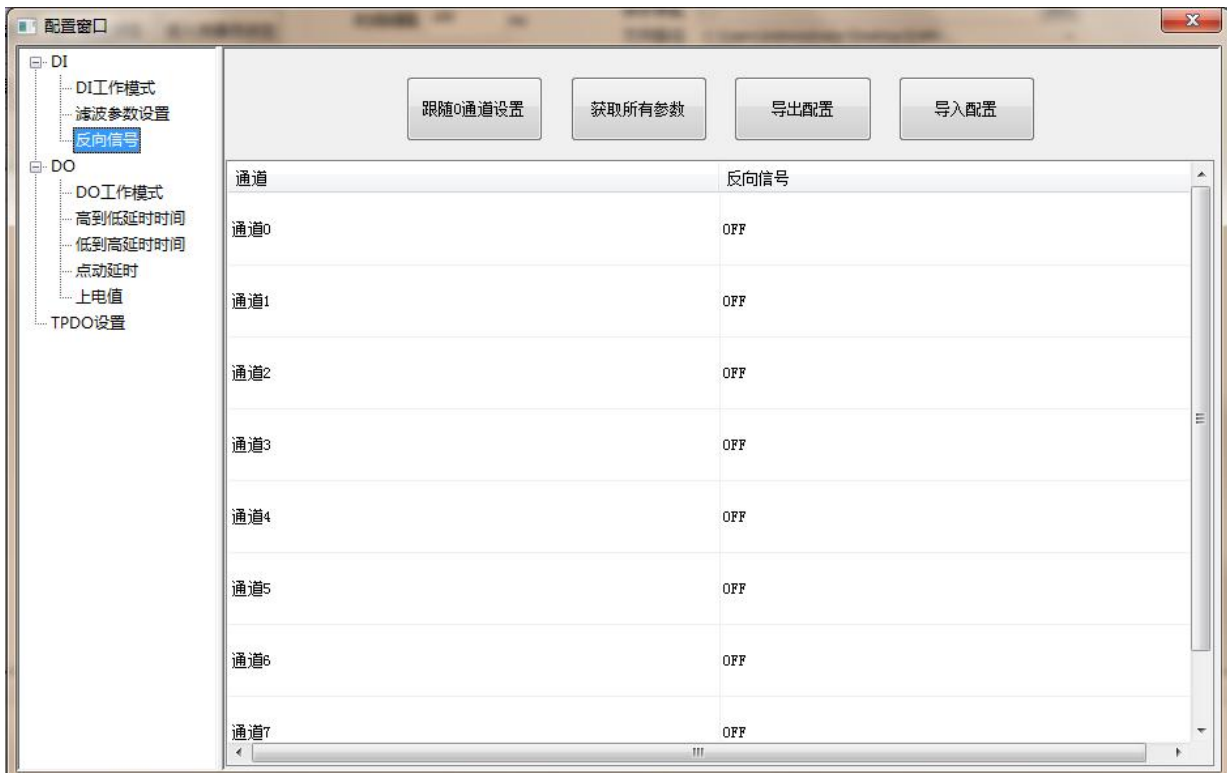 配置窗口
DI
DI工作模式
滤波参数设置
反向信号
DO
DO工作模式
高到低延时时间
低到高延时时间
点动延时
上电值
TPDO设置
跟随0通道设置 获取所有参数 导出配置 导入配置
通道 反向信号
通道0 OFF
通道1 OFF
通道2 OFF
通道3 OFF
通道4 OFF
通道5 OFF
通道6 OFF
通道7 OFF